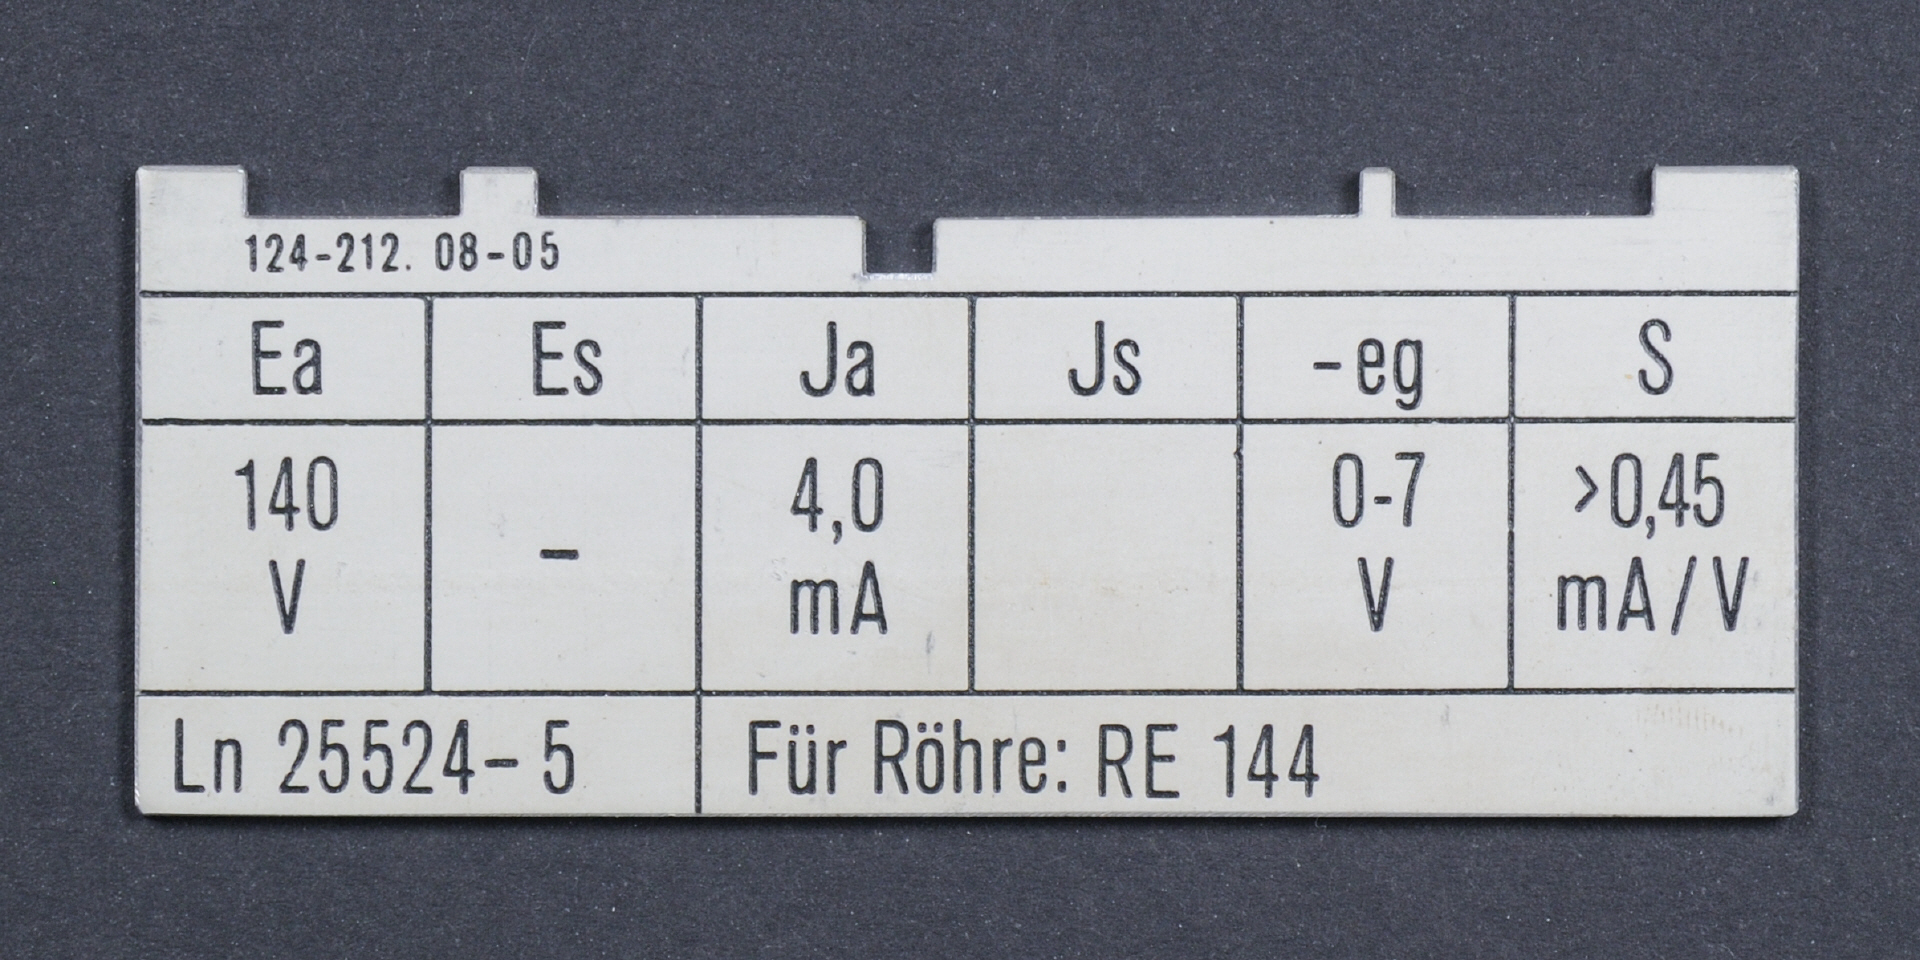 124-212. 08-05
Ea Es Ja Js -eg S
140 V - 4,0 mA 0-7 V >0,45 mA/V
Ln 25524-5 Für Röhre: RE 144